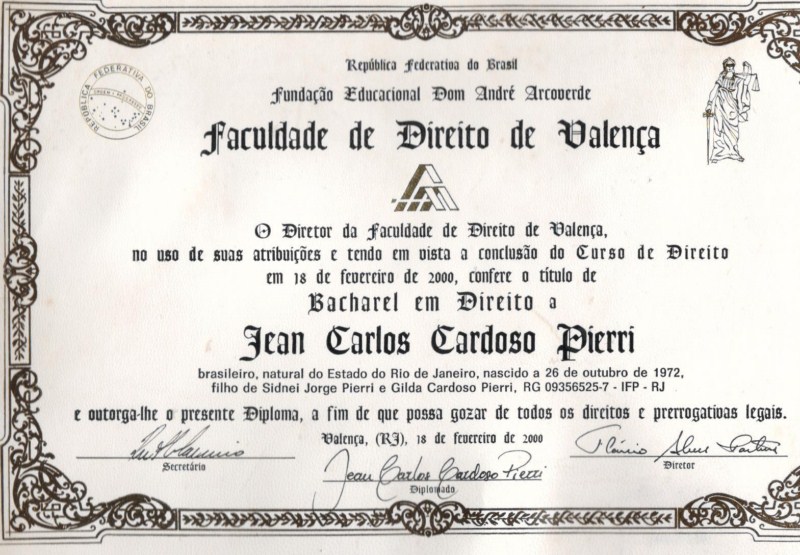 República Federativa do Brasil
REPÚBLICA FEDERATIVA DO BRASIL
Fundação Educacional Dom André Arcoverde
Faculdade de Direito de Valença
O Diretor da Faculdade de Direito de Valença,
no uso de suas atribuições e tendo em vista a conclusão do Curso de Direito
em 18 de fevereiro de 2000, confere o título de
Bacharel em Direito a
Jean Carlos Cardoso Pierri
brasileiro, natural do Estado do Rio de Janeiro, nascido a 26 de outubro de 1972,
filho de Sidnei Jorge Pierri e Gilda Cardoso Pierri, RG 09356525-7 - IFP - RJ
e outorga-lhe o presente Diploma, a fim de que possa gozar de todos os direitos e prerrogativas legais.
Valença, (RJ), 18 de fevereiro de 2000
Secretário
Jean Carlos Cardoso Pierri
Diplomado
Diretor